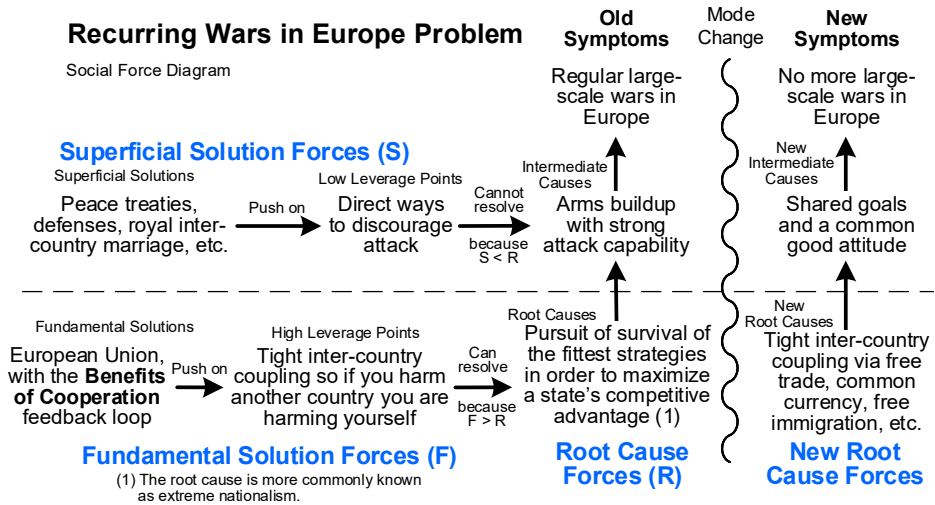 Recurring Wars in Europe Problem
Social Force Diagram
Old
Symptoms
Mode
Change
New
Symptoms
Regular large-
scale wars in
Europe
No more large-
scale wars in
Europe
Superficial Solution Forces (S)
Superficial Solutions
Peace treaties,
defenses, royal inter-
country marriage, etc.
Push on
Low Leverage Points
Direct ways
to discourage
attack
Cannot
resolve
because
S < R
Intermediate
Causes
Arms buildup
with strong
attack capability
New
Intermediate
Causes
Shared goals
and a common
good attitude
Fundamental Solutions
European Union,
with the Benefits
of Cooperation
feedback loop
Push on
High Leverage Points
Tight inter-country
coupling so if you harm
another country you are
harming yourself
Can
resolve
because
F > R
Root Causes
Pursuit of survival of
the fittest strategies
in order to maximize
a state's competitive
advantage (1)
New
Root Causes
Tight inter-country
coupling via free
trade, common
currency, free
immigration, etc.
Fundamental Solution Forces (F)
(1) The root cause is more commonly known
as extreme nationalism.
Root Cause
Forces (R)
New Root
Cause Forces